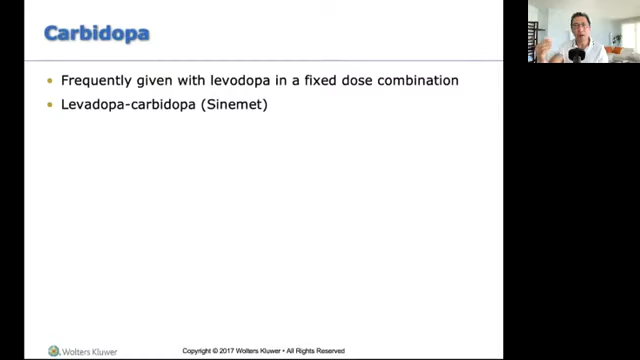 Carbidopa
Frequently given with levodopa in a fixed dose combination
Levadopa-carbidopa (Sinemet)
Wolters Kluwer
Copyright © 2017 Wolters Kluwer • All Rights Reserved